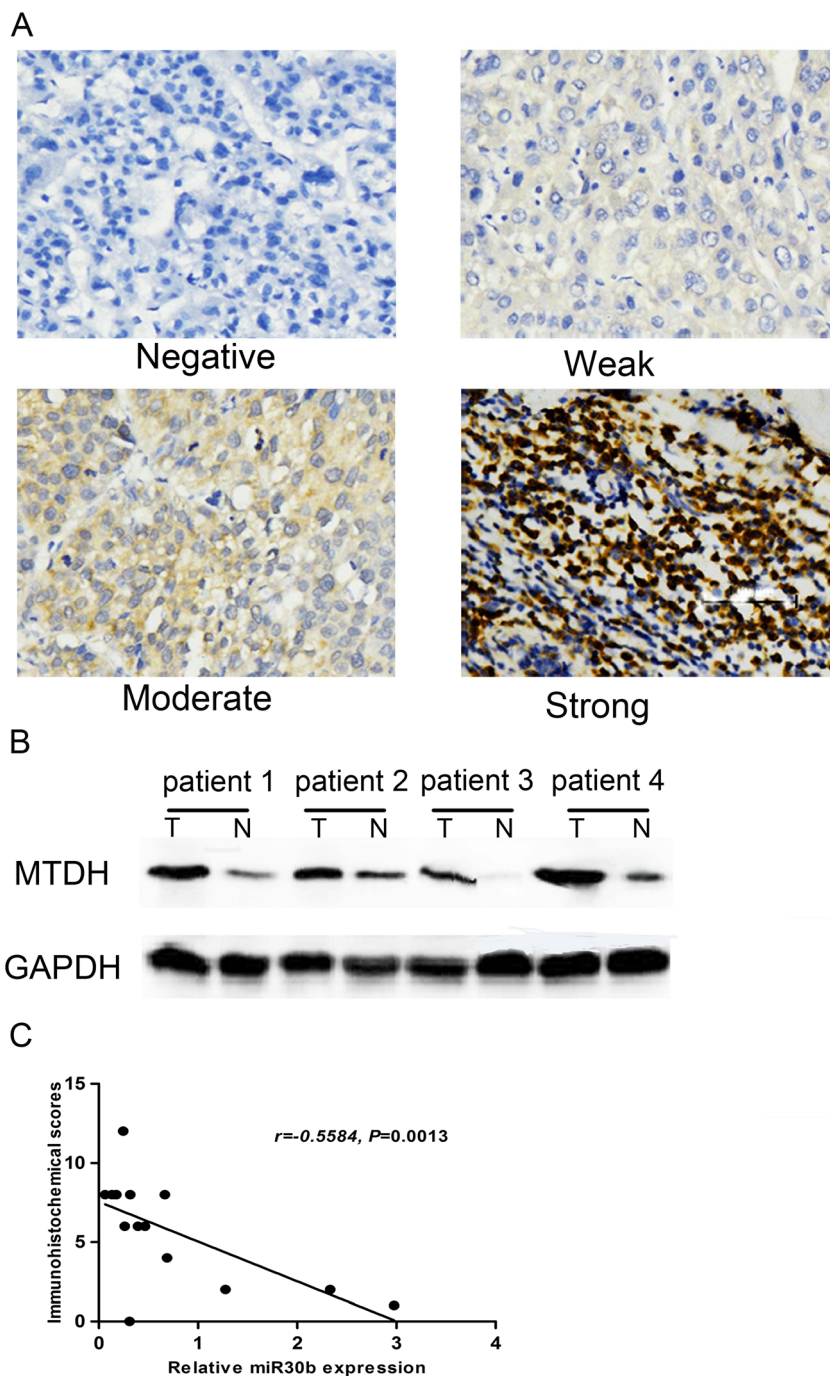 A
Negative
Weak
Moderate
Strong
B
patient 1 patient 2 patient 3 patient 4
T N T N T N T N
MTDH
GAPDH
C
Immunohistochemical scores
15
10
5
0
r=-0.5584, P=0.0013
0 1 2 3 4
Relative miR30b expression